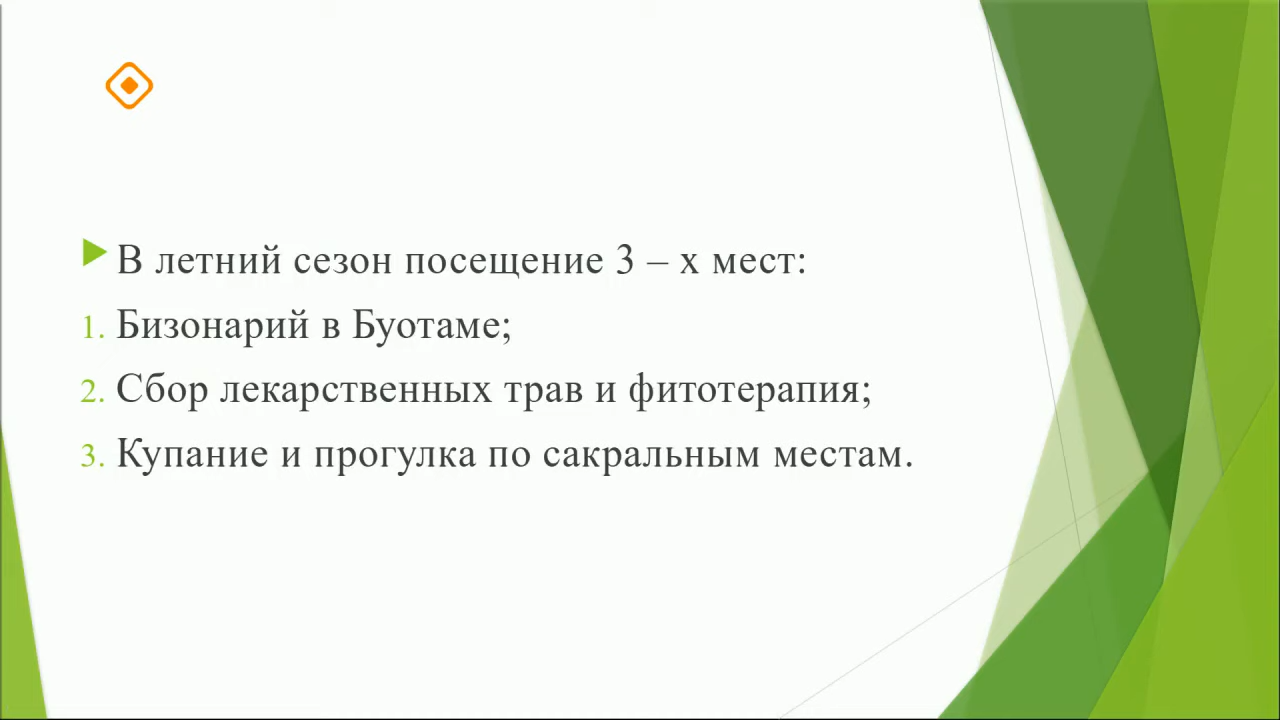 В летний сезон посещение 3 – х мест:
1. Бизонарий в Буотаме;
2. Сбор лекарственных трав и фитотерапия;
3. Купание и прогулка по сакральным местам.